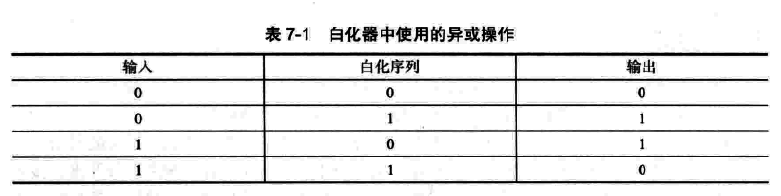 表 7-1 白化器中使用的异或操作
输入 白化序列 输出
0 0 0
0 1 1
1 0 1
1 1 0